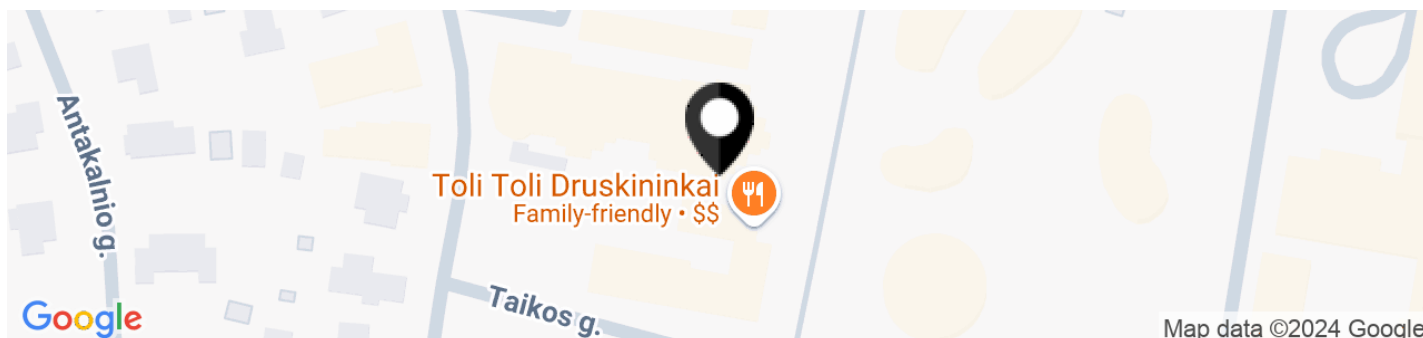 Antakalnio g.
Toli Toli Druskininkai
Family-friendly • $$
Taikos g.
Google
Map data ©2024 Google